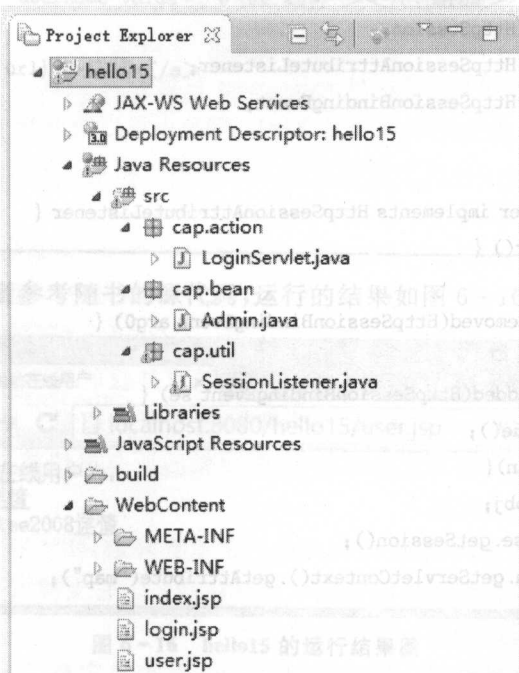 Project Explorer
hello15
JAX-WS Web Services
3.0 Deployment Descriptor: hello15
Java Resources
src
cap.action
LoginServlet.java
cap.bean
Admin.java
cap.util
SessionListener.java
Libraries
JavaScript Resources
build
WebContent
META-INF
WEB-INF
index.jsp
login.jsp
user.jsp